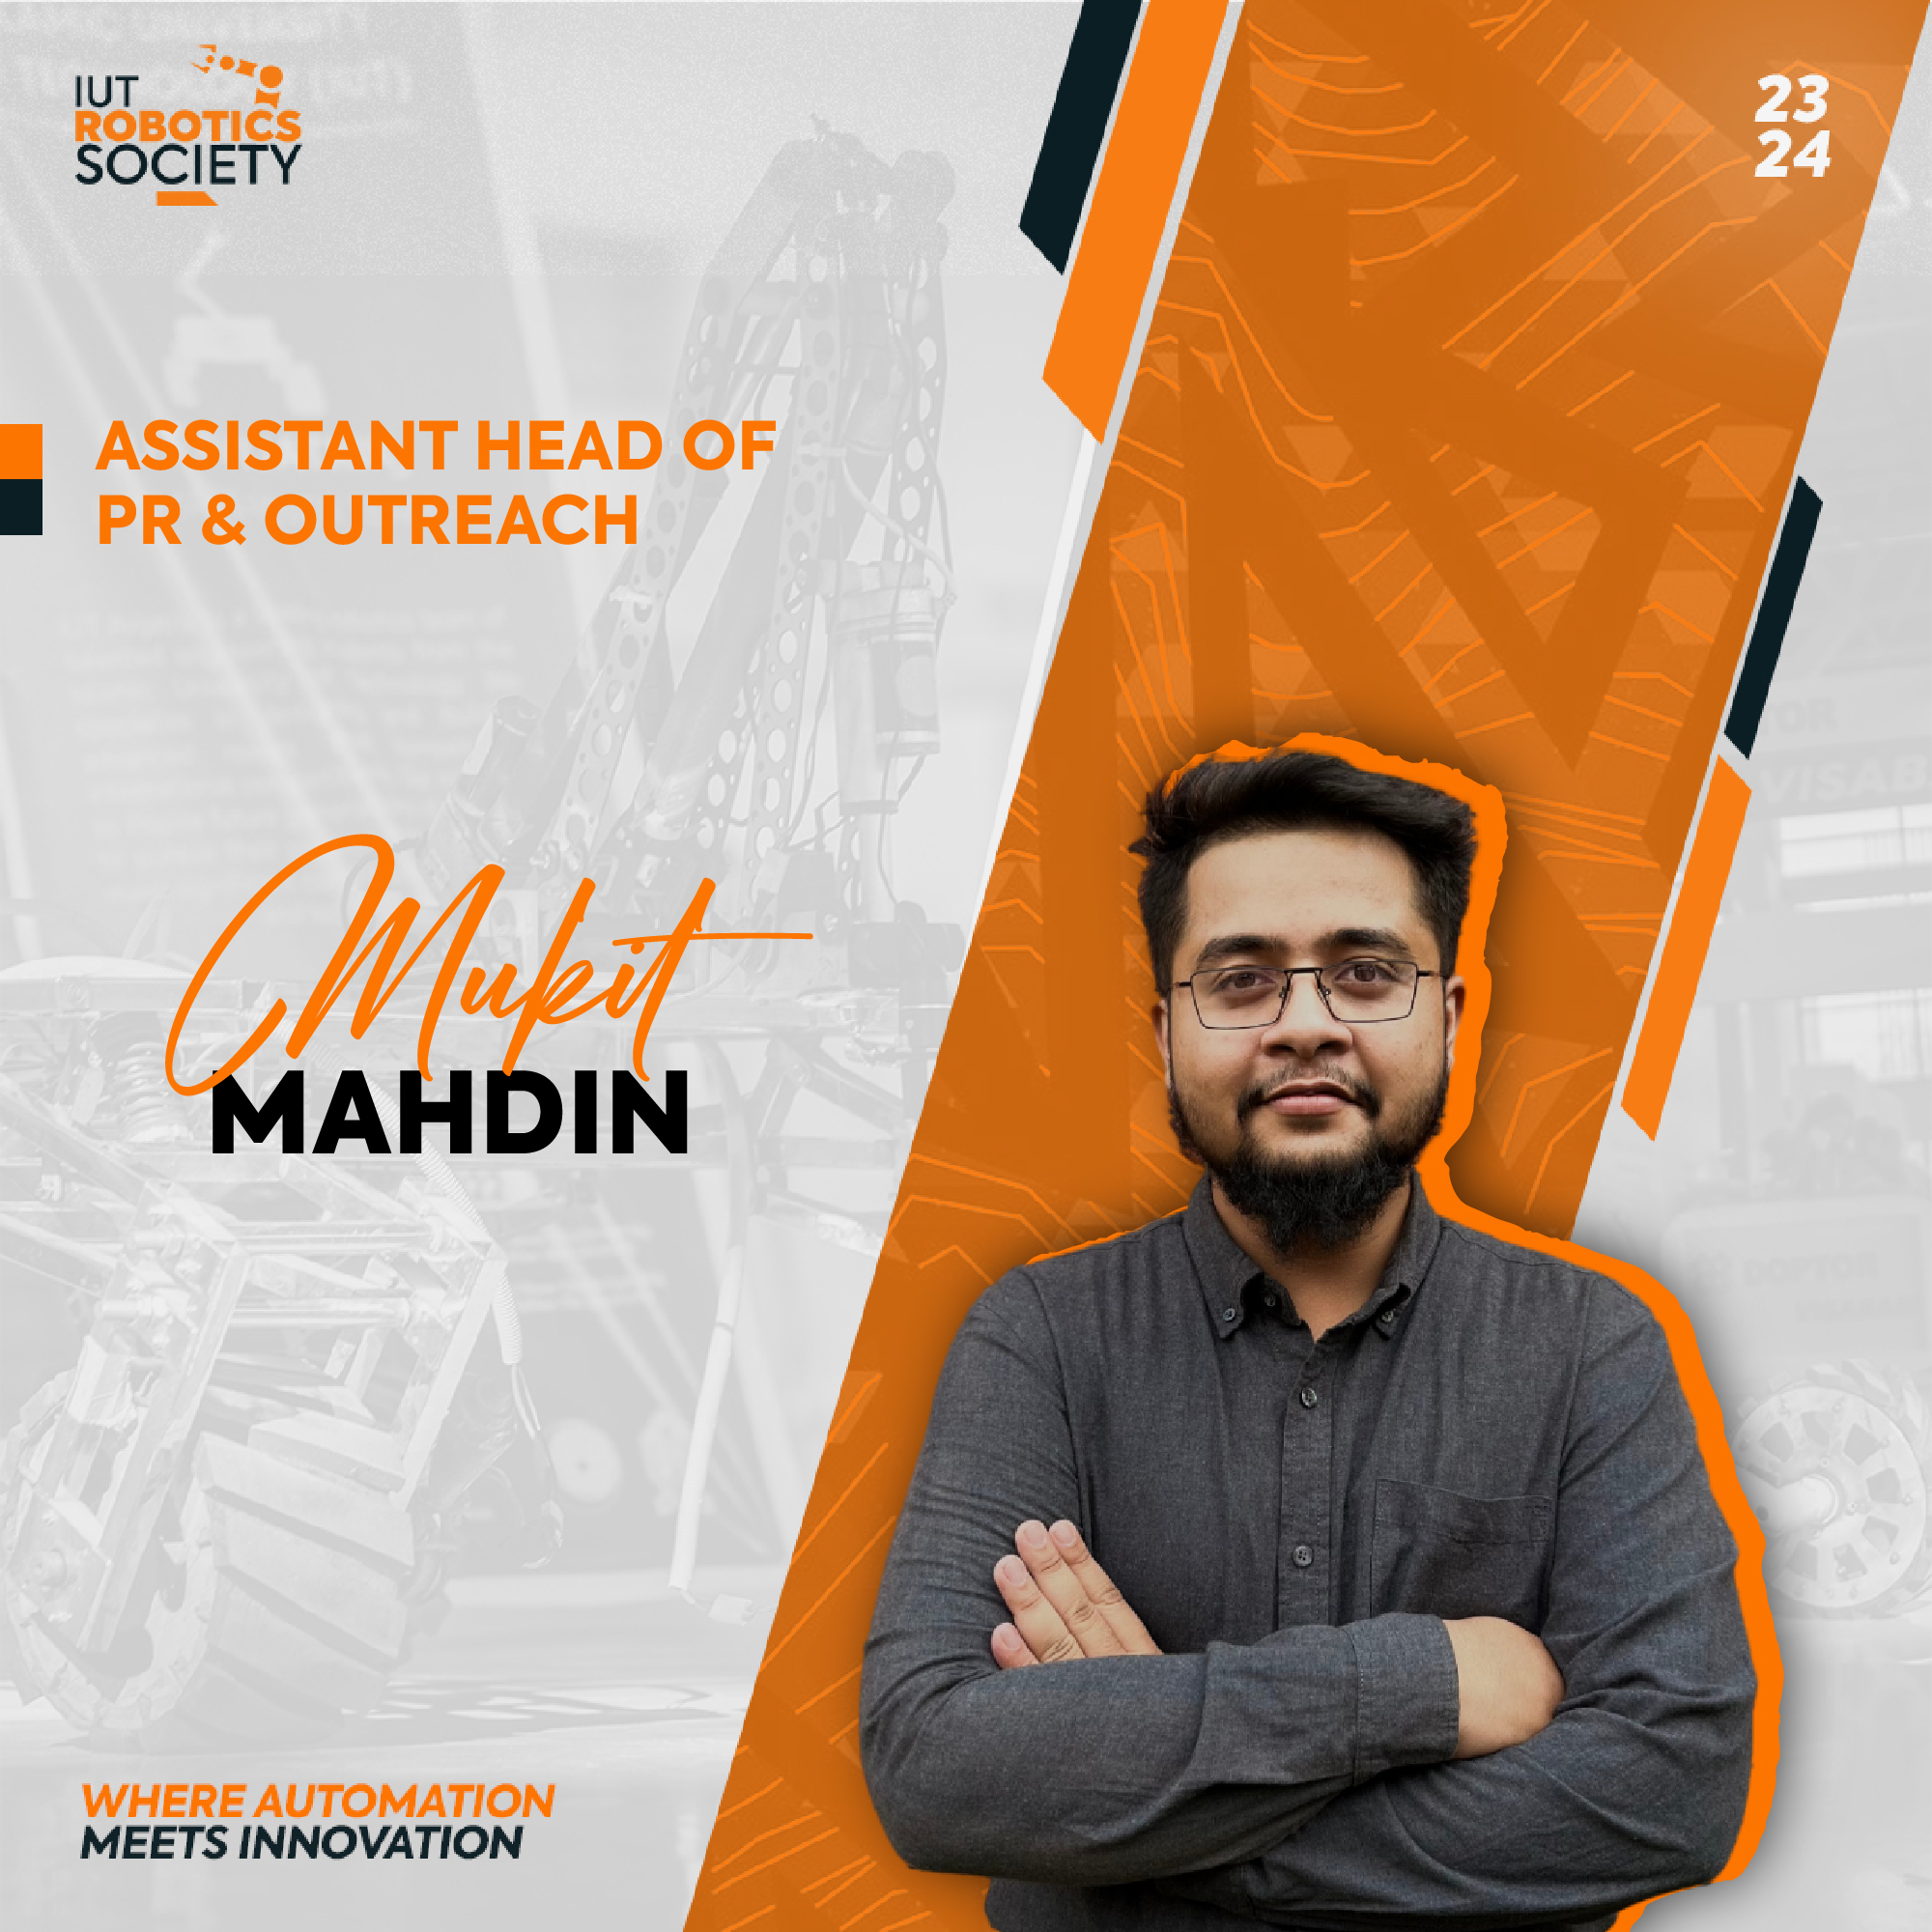 IUT
ROBOTICS
SOCIETY
23
24
ASSISTANT HEAD OF
PR & OUTREACH
Mukit
MAHDIN
WHERE AUTOMATION
MEETS INNOVATION